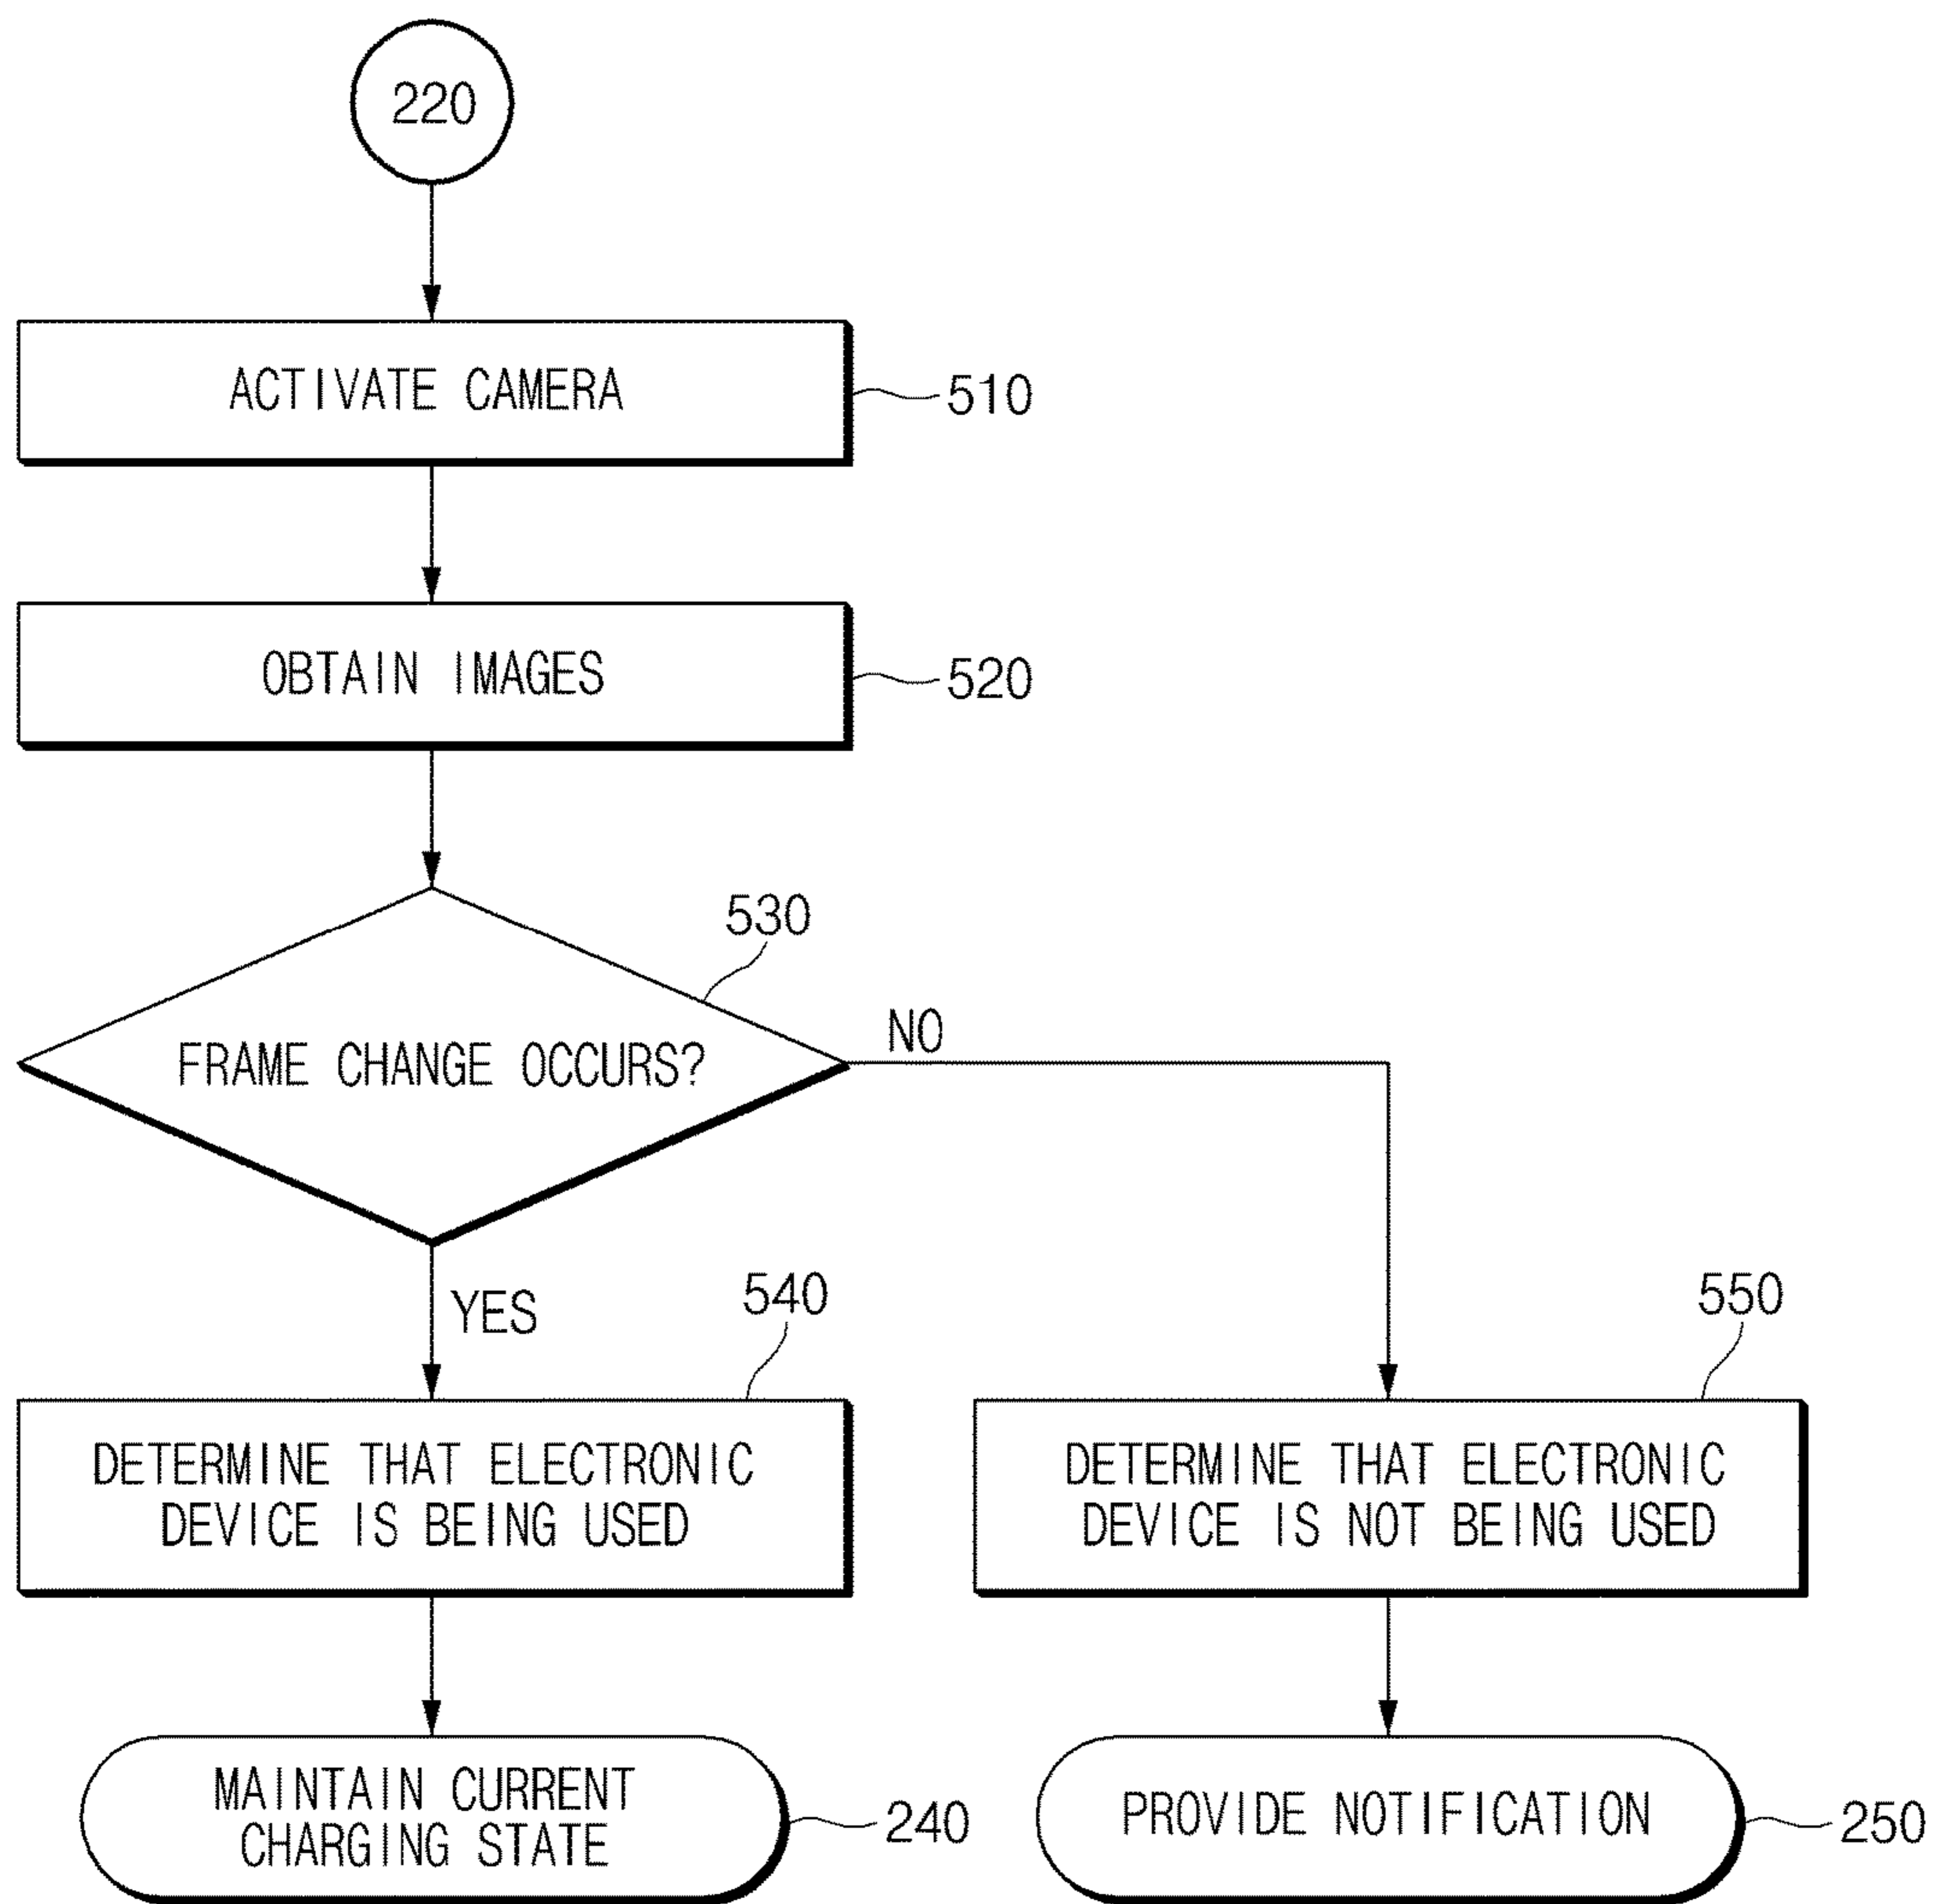 220
ACTIVATE CAMERA
510
OBTAIN IMAGES
520
530
FRAME CHANGE OCCURS?
NO
YES
540
550
DETERMINE THAT ELECTRONIC
DEVICE IS BEING USED
DETERMINE THAT ELECTRONIC
DEVICE IS NOT BEING USED
MAINTAIN CURRENT
CHARGING STATE
240
PROVIDE NOTIFICATION
250